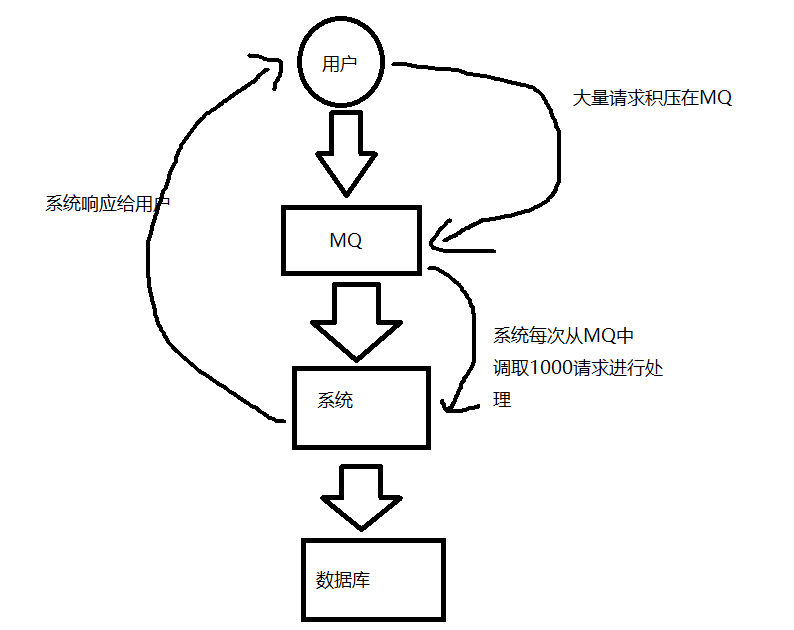 用户
大量请求积压在MQ
系统响应给用户
MQ
系统每次从MQ中
调取1000请求进行处
理
系统
数据库